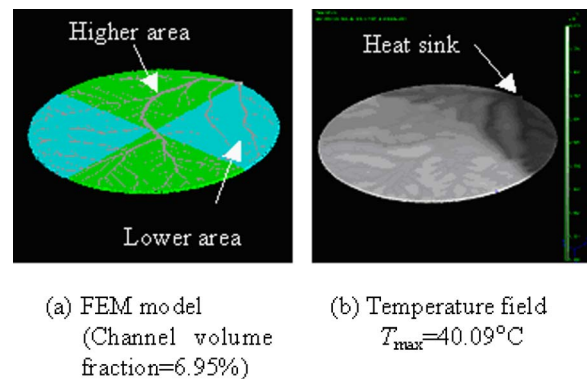 Higher area
Lower area
Heat sink
(a) FEM model
(Channel volume
fraction=6.95%)
(b) Temperature field
Tmax=40.09°C